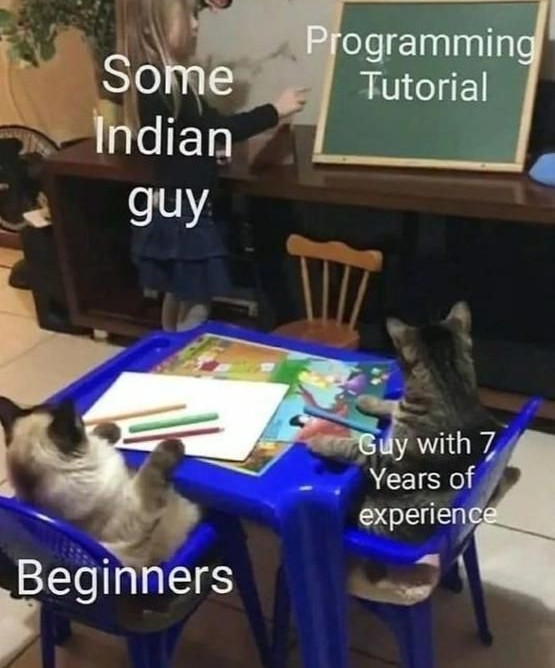 Some
Indian
guy
Programming
Tutorial
Guy with 7
Years of
experience
Beginners